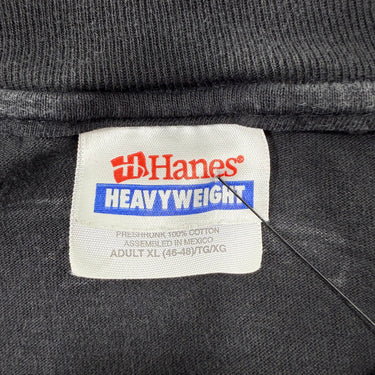 Hanes®
HEAVYWEIGHT
PRESHRUNK 100% COTTON
ASSEMBLED IN MEXICO
ADULT XL (46-48)/TG/XG